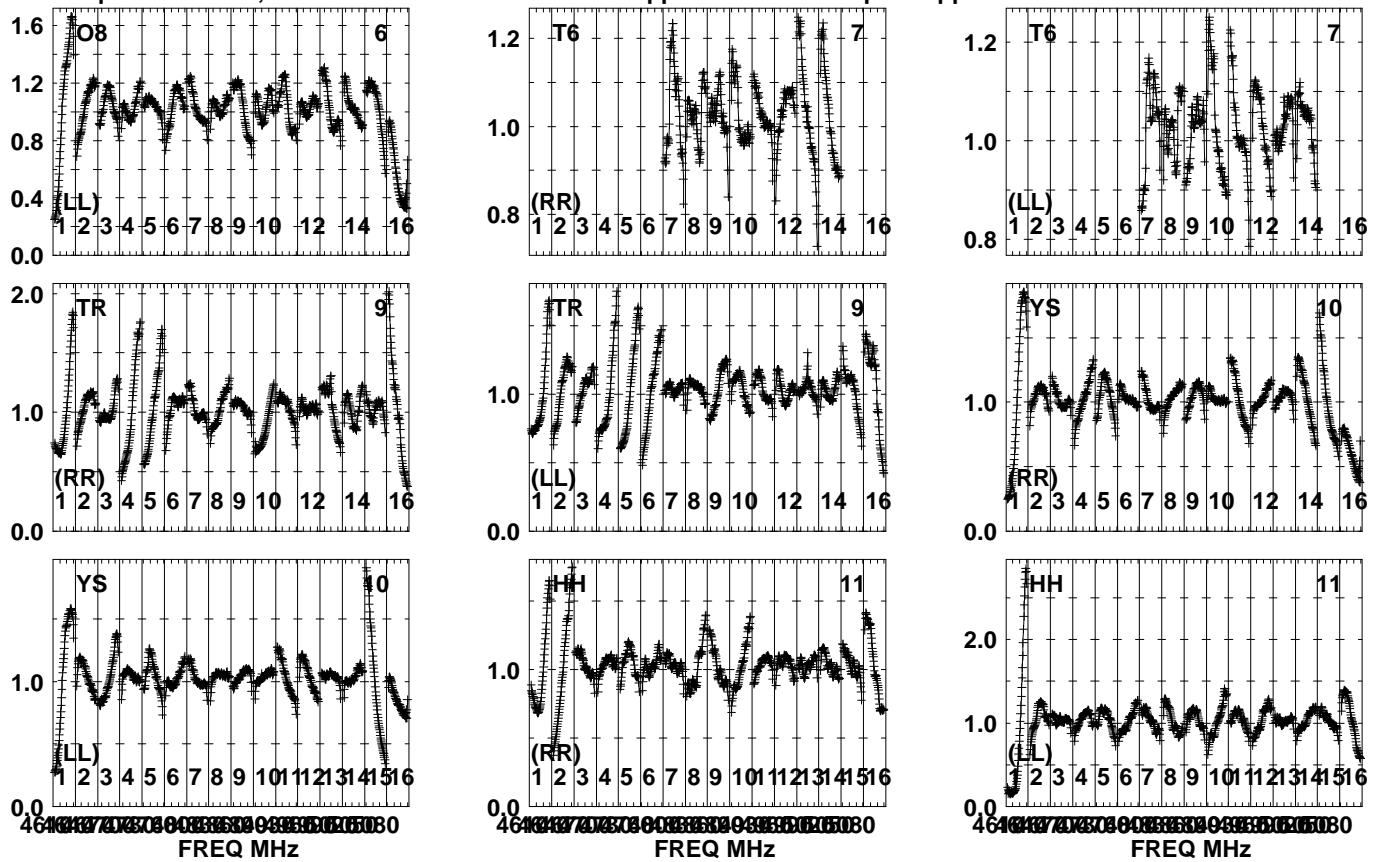 1.6 O8 6
1.2
0.8
0.4 (LL)
1 2 3 4 5 6 7 8 9 10 12 14 16
0.0
1.2 T6 7
1.0
0.8 (RR)
1 2 3 4 5 6 7 8 9 10 12 14 16
1.2 T6 7
1.0
(LL)
0.8 1 2 3 4 5 6 7 8 9 10 12 14 16
2.0 TR 9
1.0
(RR)
1 2 3 4 5 6 7 8 9 10 12 14 16
0.0
TR 9
1.0
(LL)
1 2 3 4 5 6 7 8 9 10 12 14 16
0.0
YS 10
1.0
(RR)
1 2 3 4 5 6 7 8 9 10 12 14 16
0.0
YS 10
1.0
(LL)
1 2 3 4 5 6 7 8 9 10 11 12 13 14 15 16
0.0
FREQ MHz
HH 11
1.0
(RR)
1 2 3 4 5 6 7 8 9 10 11 12 13 14 15 16
0.0
FREQ MHz
HH 11
2.0
1.0
(LL)
1 2 3 4 5 6 7 8 9 10 11 12 13 14 15 16
0.0
FREQ MHz